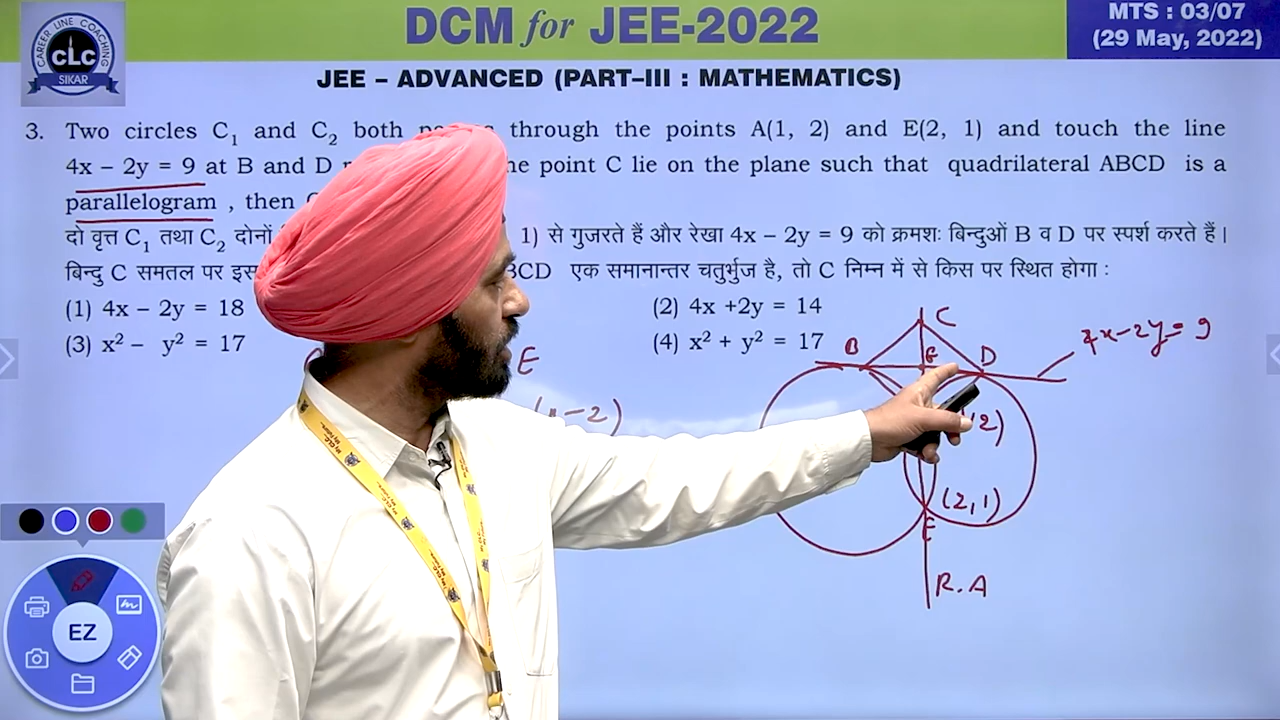 DCM for JEE-2022
MTS : 03/07
(29 May, 2022)
CAREER LINE COACHING
CLC
SIKAR
JEE – ADVANCED (PART–III : MATHEMATICS)
3. Two circles C₁ and C₂ both through the points A(1, 2) and E(2, 1) and touch the line
4x – 2y = 9 at B and D point C lie on the plane such that quadrilateral ABCD is a
parallelogram , then
दो वृत्त C₁ तथा C₂ दोनों 1) से गुजरते हैं और रेखा 4x – 2y = 9 को क्रमशः बिन्दुओं B व D पर स्पर्श करते हैं।
बिन्दु C समतल पर इस BCD एक समानान्तर चतुर्भुज है, तो C निम्न में से किस पर स्थित होगा :
(1) 4x – 2y = 18
(2) 4x +2y = 14
(3) x² – y² = 17
(4) x² + y² = 17
C
B
D
4x-2y=9
E
(x-2)
2)
(2,1)
E
R.A
EZ